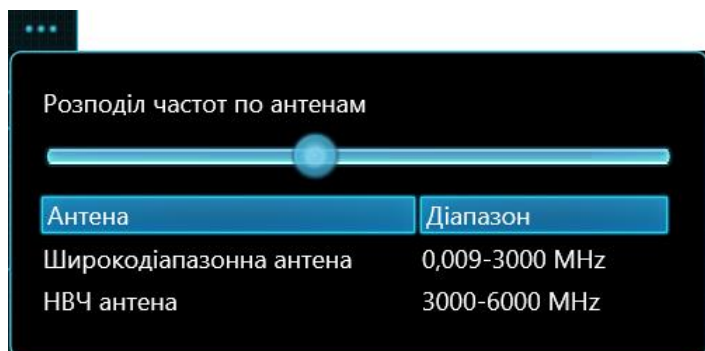 Розподіл частот по антенам
Антена Діапазон
Широкодіапазонна антена 0,009-3000 MHz
НВЧ антена 3000-6000 MHz